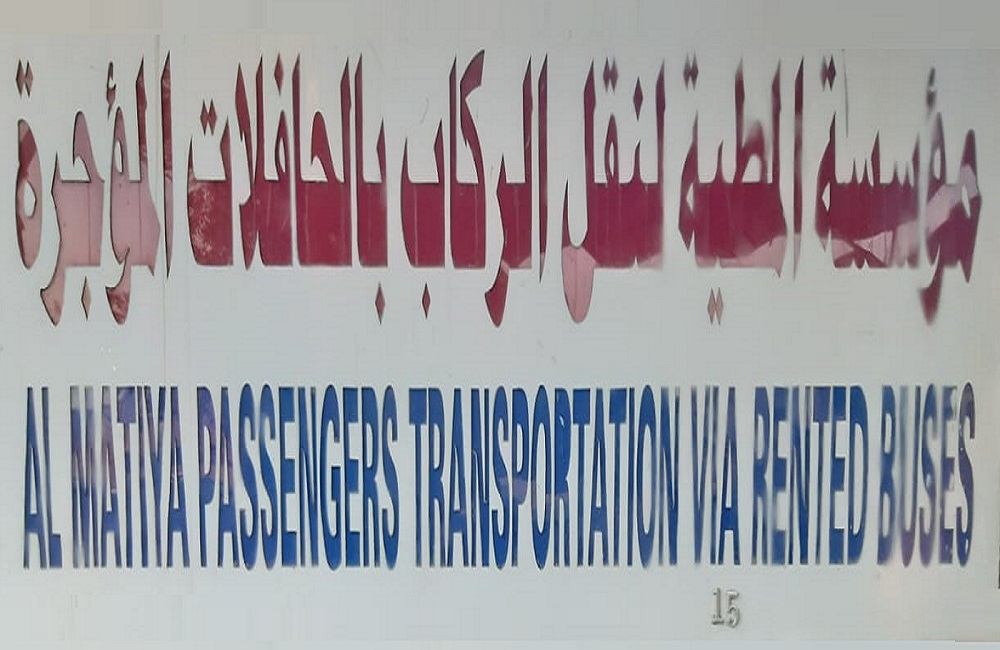 مؤسسة المطية لنقل الركاب بالحافلات المؤجرة
AL MATIYA PASSENGERS TRANSPORTATION VIA RENTED BUSES
15